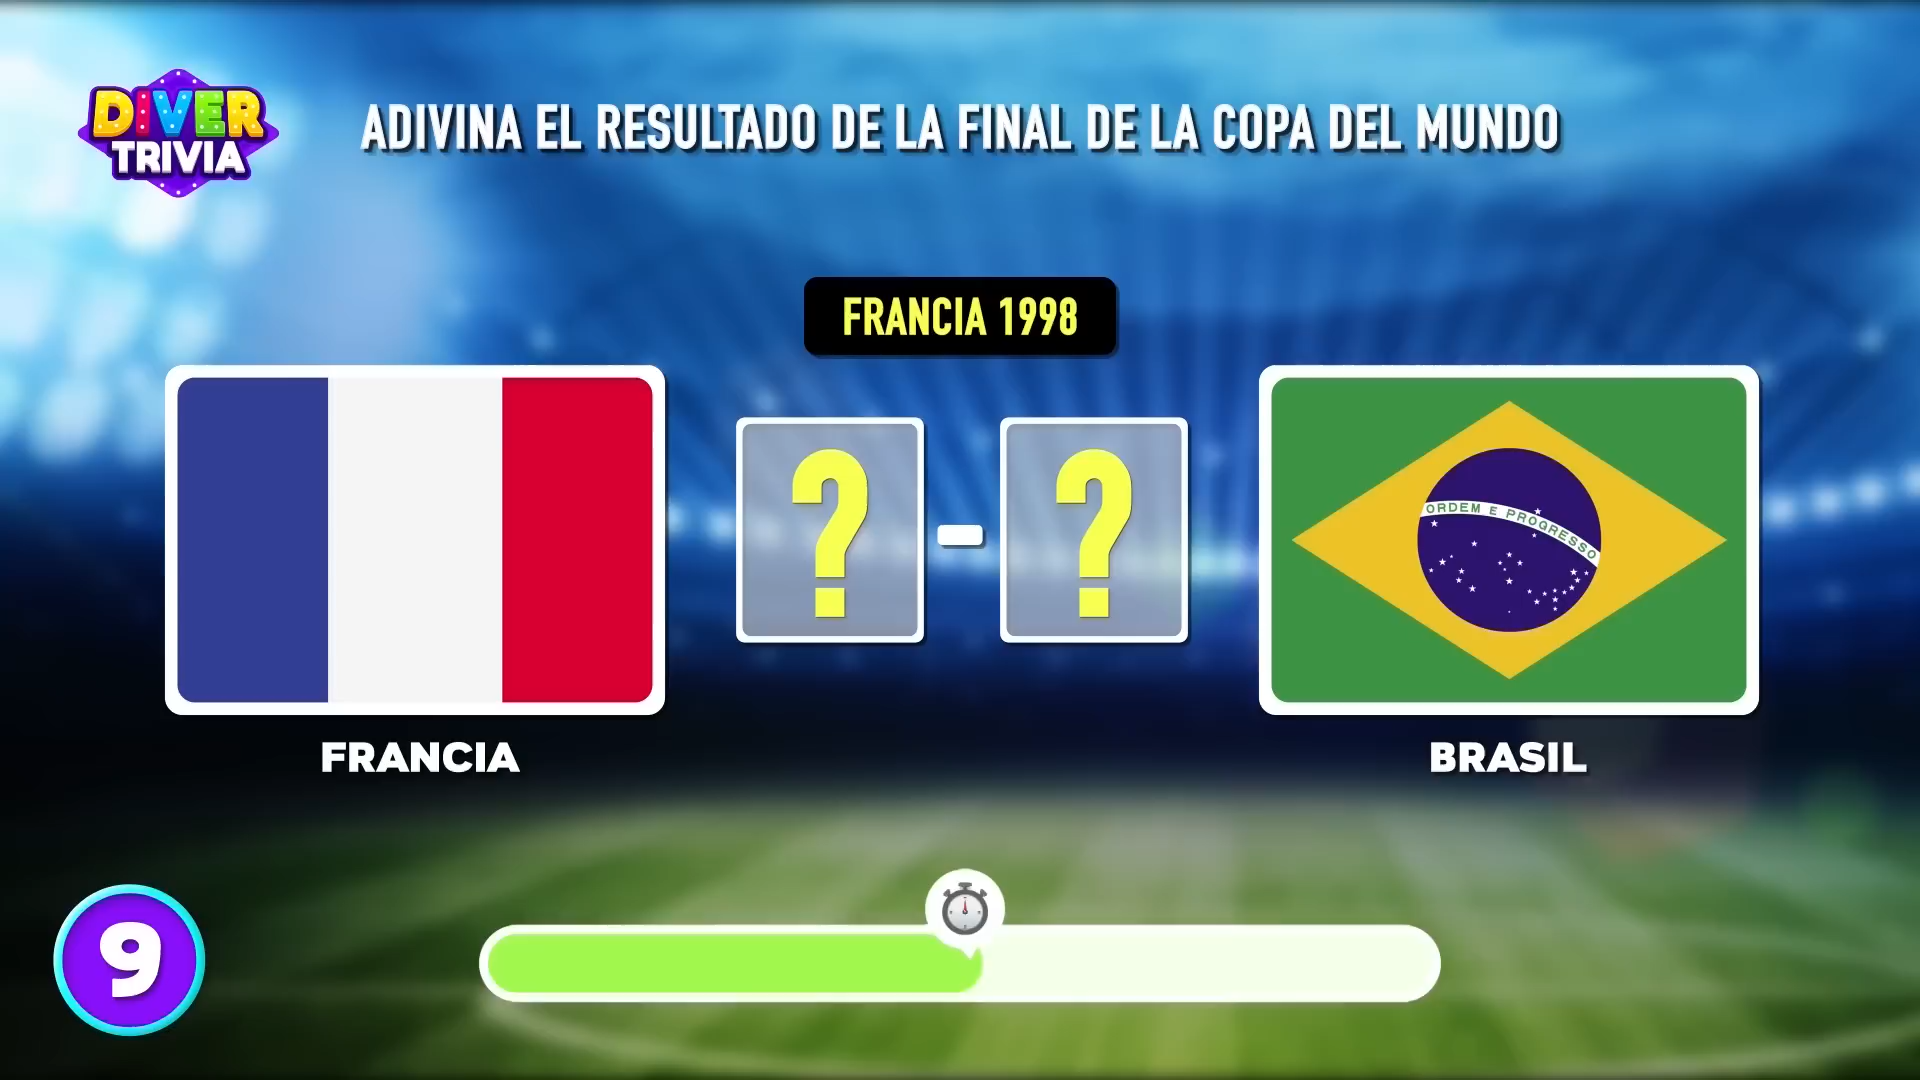 DIVER
TRIVIA
ADIVINA EL RESULTADO DE LA FINAL DE LA COPA DEL MUNDO
FRANCIA 1998
? - ?
ORDEM E PROGRESSO
FRANCIA
BRASIL
9